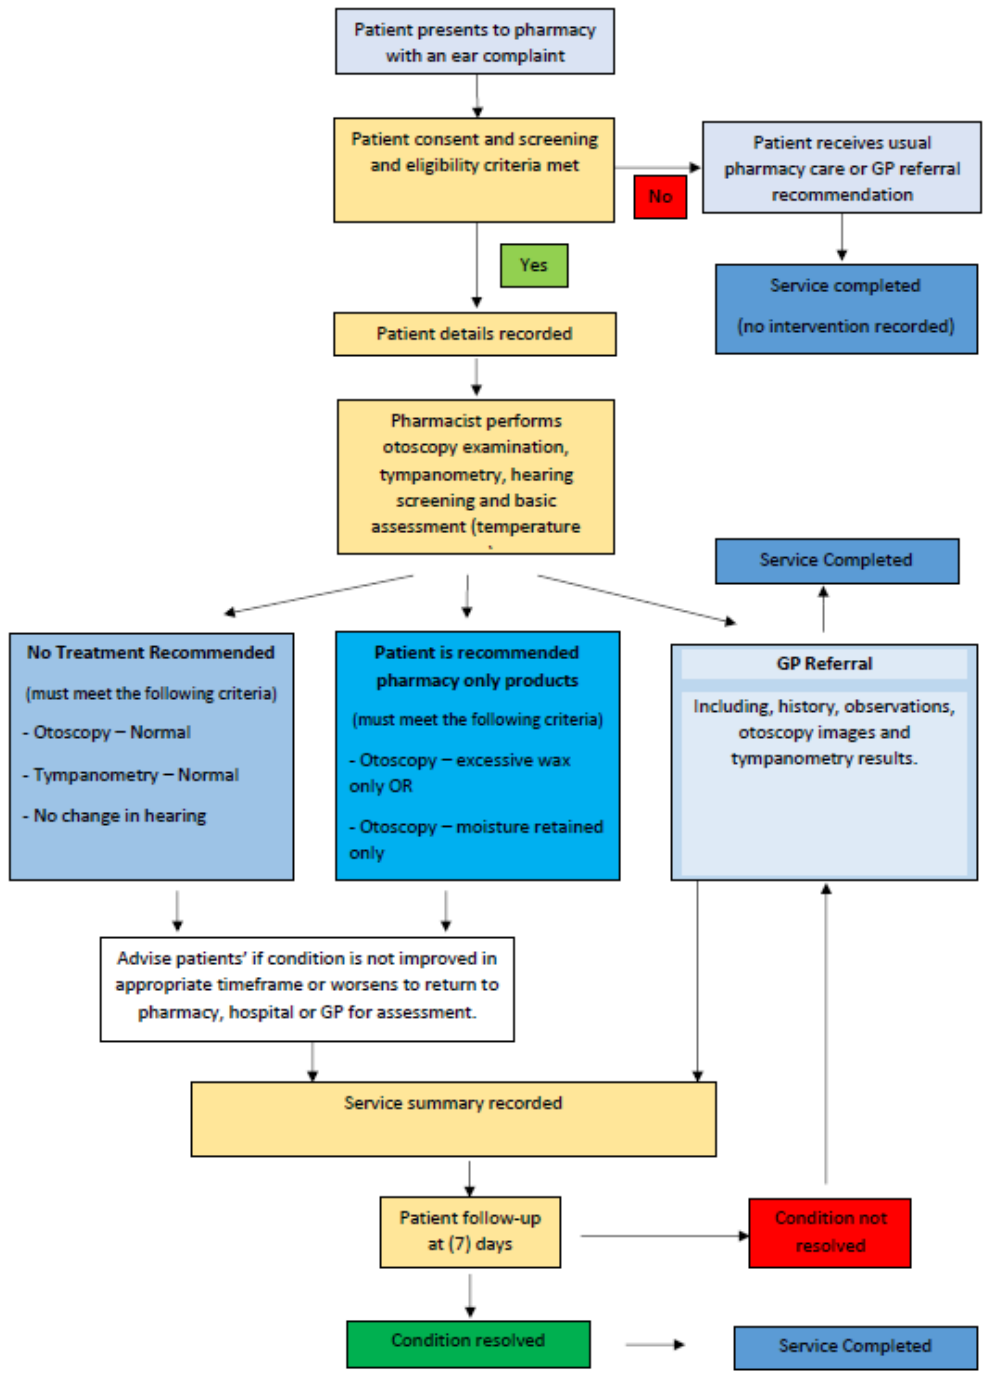 Patient presents to pharmacy
with an ear complaint
Patient consent and screening
and eligibility criteria met
No
Patient receives usual
pharmacy care or GP referral
recommendation
Yes
Service completed
(no intervention recorded)
Patient details recorded
Pharmacist performs
otoscopy examination,
tympanometry, hearing
screening and basic
assessment (temperature
Service Completed
No Treatment Recommended
(must meet the following criteria)
- Otoscopy – Normal
- Tympanometry – Normal
- No change in hearing
Patient is recommended
pharmacy only products
(must meet the following criteria)
- Otoscopy – excessive wax
only OR
- Otoscopy – moisture retained
only
GP Referral
Including, history, observations,
otoscopy images and
tympanometry results.
Advise patients’ if condition is not improved in
appropriate timeframe or worsens to return to
pharmacy, hospital or GP for assessment.
Service summary recorded
Patient follow-up
at (7) days
Condition not
resolved
Condition resolved
Service Completed